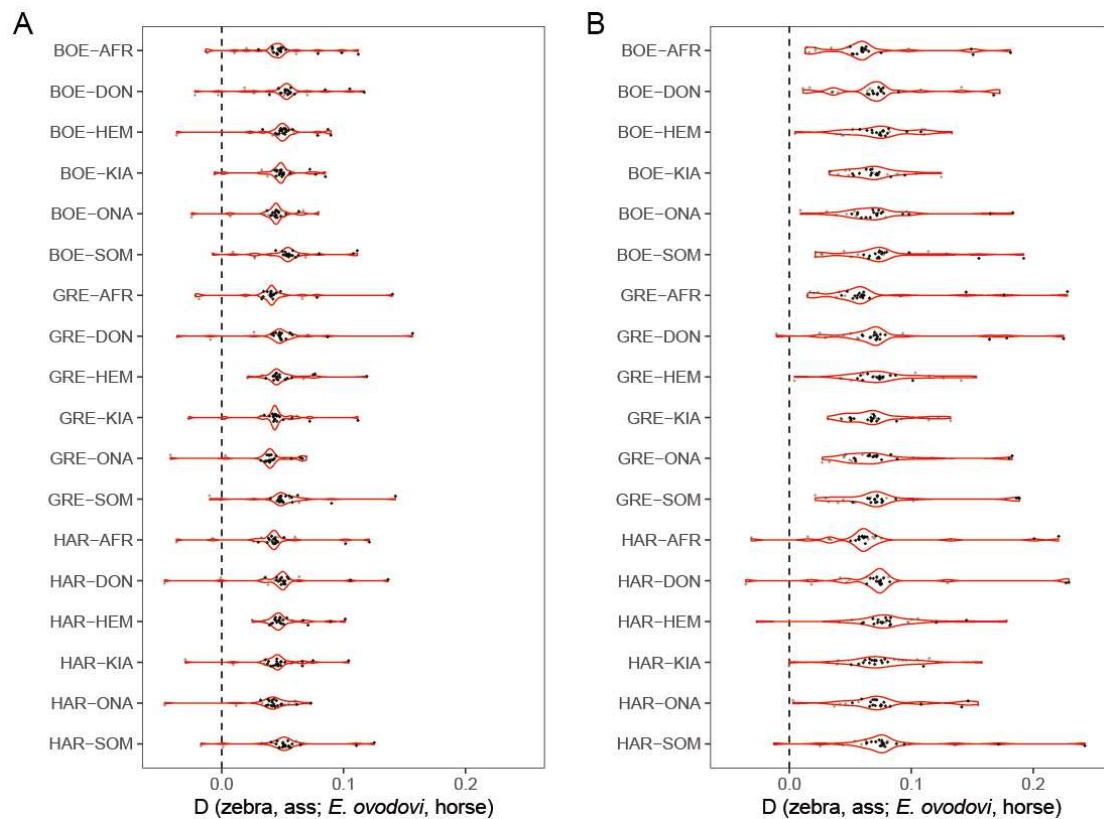 A
BOE−AFR
BOE−DON
BOE−HEM
BOE−KIA
BOE−ONA
BOE−SOM
GRE−AFR
GRE−DON
GRE−HEM
GRE−KIA
GRE−ONA
GRE−SOM
HAR−AFR
HAR−DON
HAR−HEM
HAR−KIA
HAR−ONA
HAR−SOM
0.0 0.1 0.2
D (zebra, ass; E. ovodovi, horse)
B
BOE−AFR
BOE−DON
BOE−HEM
BOE−KIA
BOE−ONA
BOE−SOM
GRE−AFR
GRE−DON
GRE−HEM
GRE−KIA
GRE−ONA
GRE−SOM
HAR−AFR
HAR−DON
HAR−HEM
HAR−KIA
HAR−ONA
HAR−SOM
0.0 0.1 0.2
D (zebra, ass; E. ovodovi, horse)